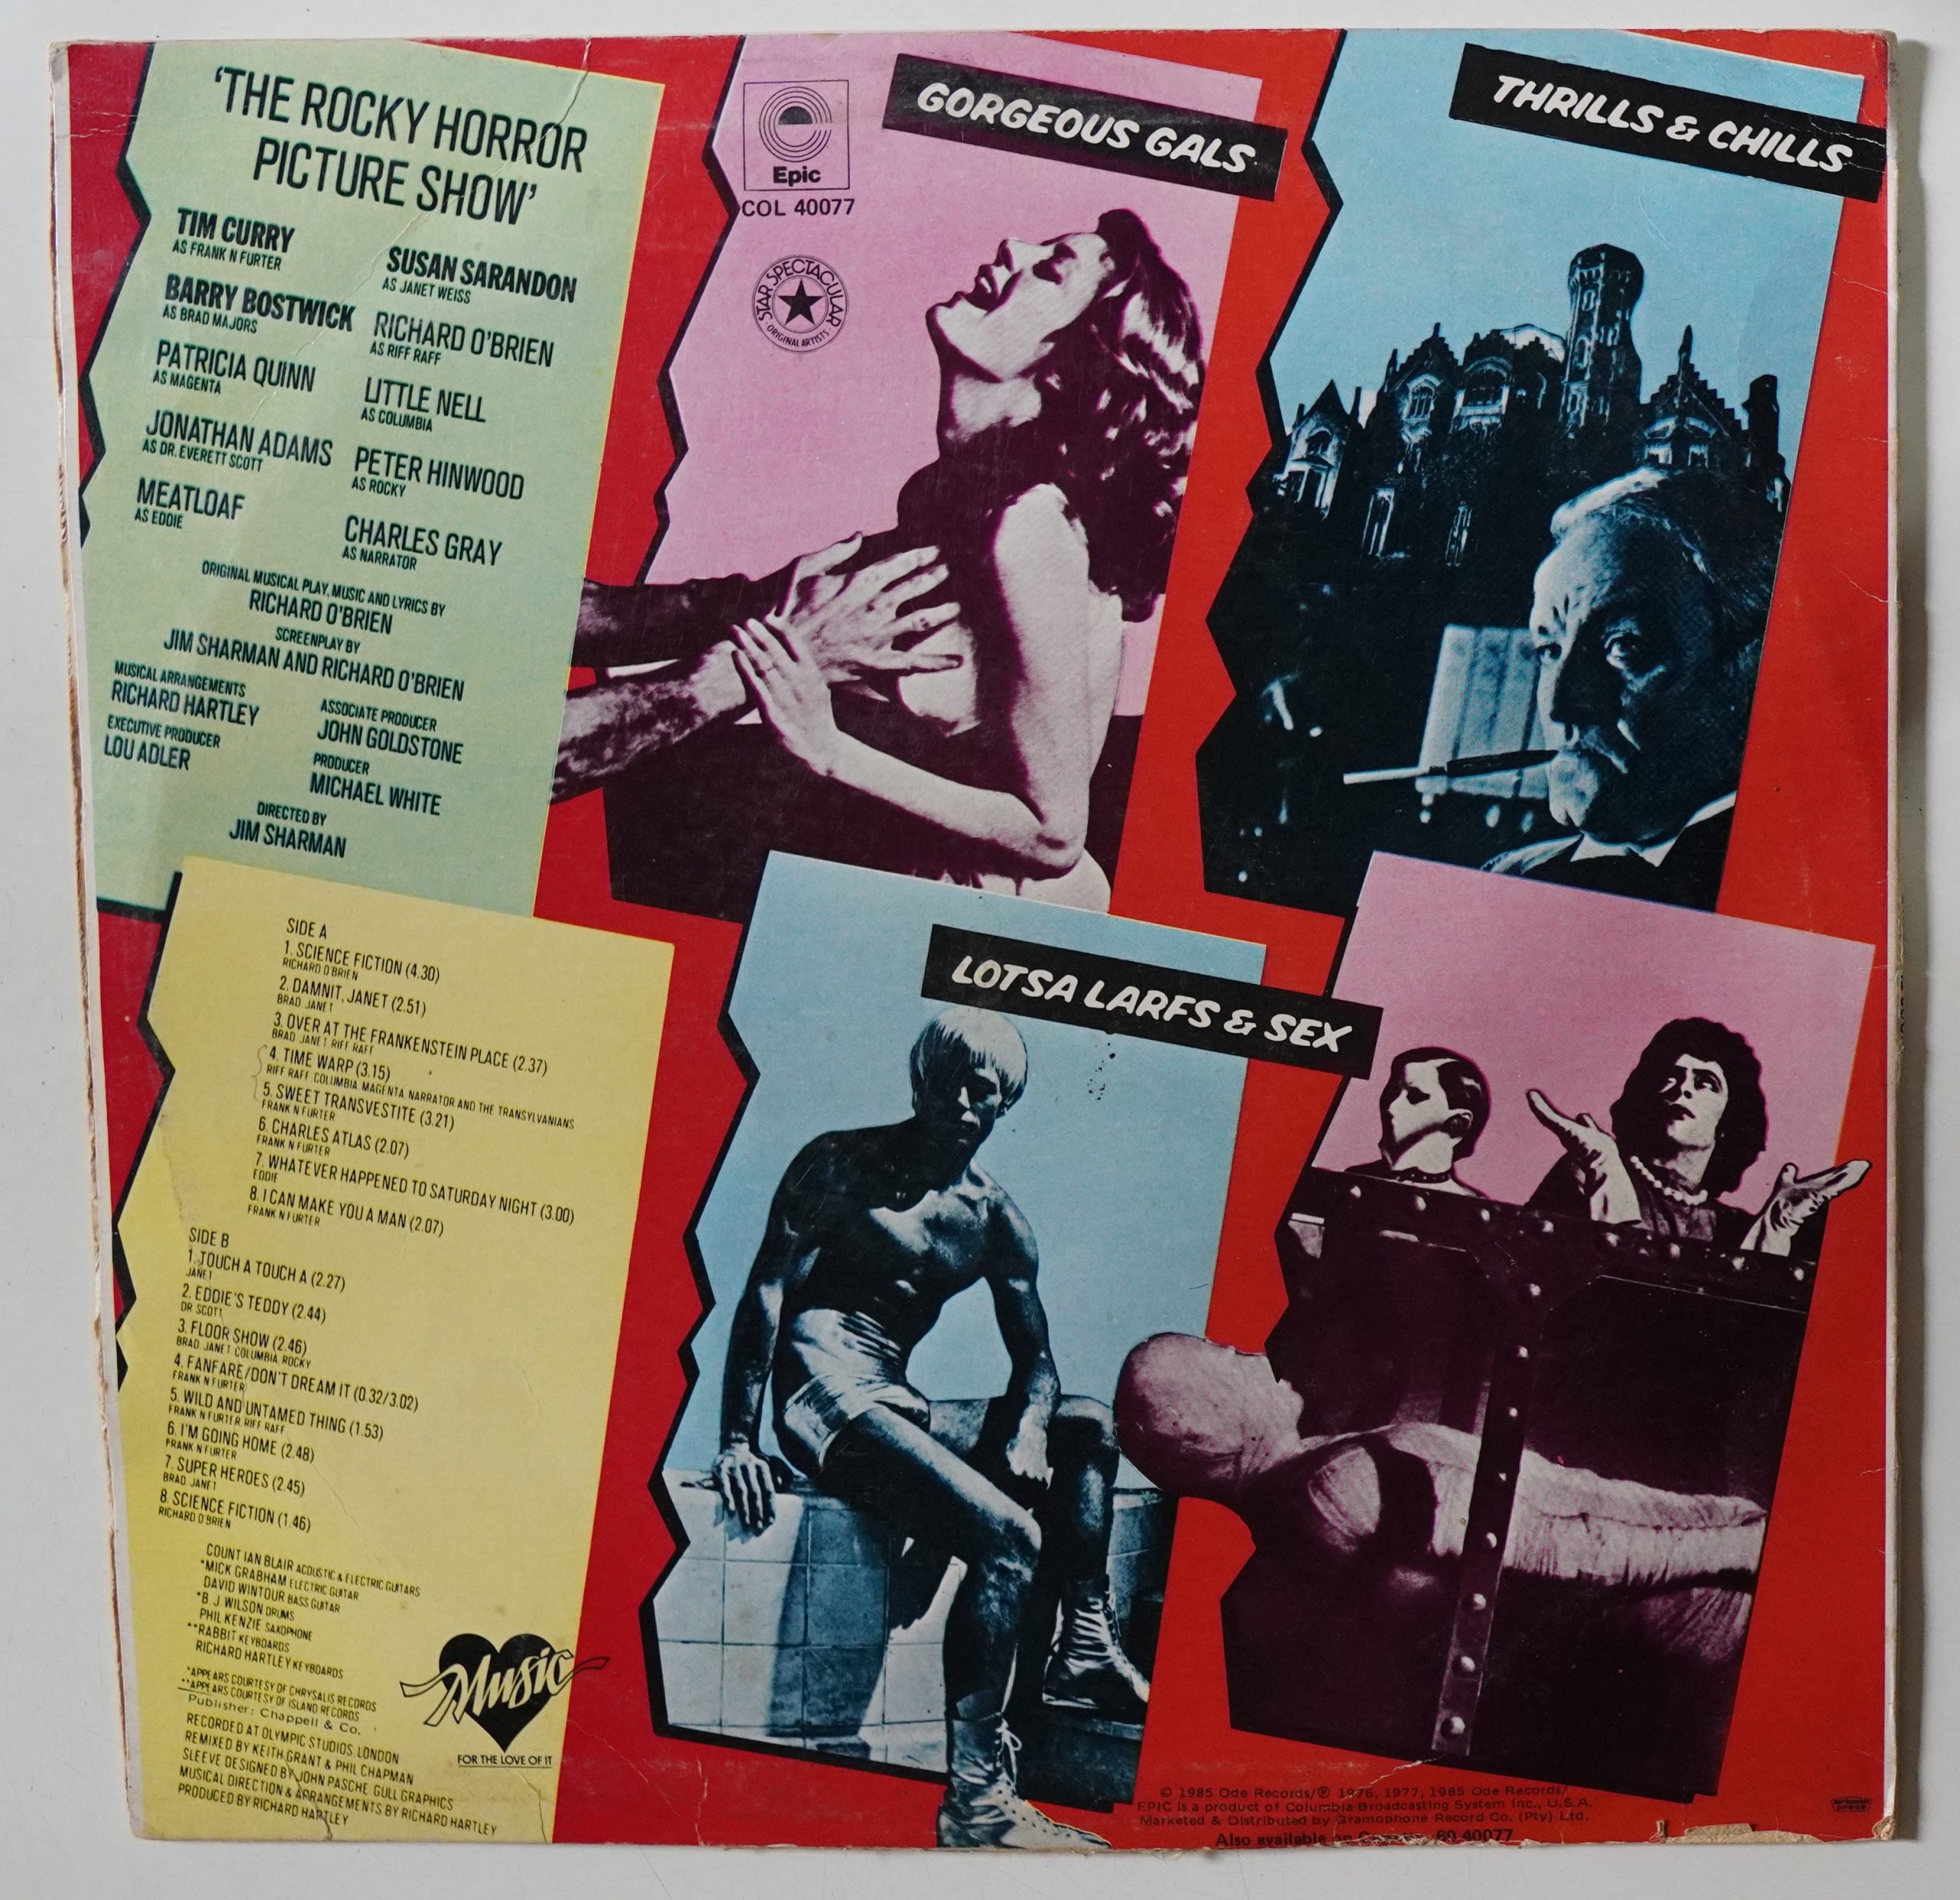 'THE ROCKY HORROR
PICTURE SHOW'
TIM CURRY
AS FRANK N FURTER
SUSAN SARANDON
AS JANET WEISS
BARRY BOSTWICK
AS BRAD MAJORS
RICHARD O'BRIEN
AS RIFF RAFF
PATRICIA QUINN
AS MAGENTA
LITTLE NELL
AS COLUMBIA
JONATHAN ADAMS
AS DR. EVERETT SCOTT
PETER HINWOOD
AS ROCKY
MEATLOAF
AS EDDIE
CHARLES GRAY
AS NARRATOR
ORIGINAL MUSICAL PLAY, MUSIC AND LYRICS BY
RICHARD O'BRIEN
SCREENPLAY BY
JIM SHARMAN AND RICHARD O'BRIEN
MUSICAL ARRANGEMENTS
RICHARD HARTLEY
ASSOCIATE PRODUCER
JOHN GOLDSTONE
EXECUTIVE PRODUCER
LOU ADLER
PRODUCER
MICHAEL WHITE
DIRECTED BY
JIM SHARMAN
Epic
COL 40077
STAR SPECTACULAR
ORIGINAL ARTISTS
GORGEOUS GALS
THRILLS & CHILLS
SIDE A
1. SCIENCE FICTION (4.30)
RICHARD O'BRIEN
2. DAMNIT, JANET (2.51)
BRAD. JANET
3. OVER AT THE FRANKENSTEIN PLACE (2.37)
BRAD. JANET. RIFF RAFF
4. TIME WARP (3.15)
RIFF RAFF. COLUMBIA. MAGENTA. NARRATOR AND THE TRANSYLVANIANS
5. SWEET TRANSVESTITE (3.21)
FRANK N FURTER
6. CHARLES ATLAS (2.07)
FRANK N FURTER
7. WHATEVER HAPPENED TO SATURDAY NIGHT (3.00)
EDDIE
8. I CAN MAKE YOU A MAN (2.07)
FRANK N FURTER
SIDE B
1. TOUCH A TOUCH A (2.27)
JANET
2. EDDIE'S TEDDY (2.44)
DR SCOTT
3. FLOOR SHOW (2.46)
BRAD. JANET. COLUMBIA. ROCKY
4. FANFARE/DON'T DREAM IT (0.32/3.02)
FRANK N FURTER
5. WILD AND UNTAMED THING (1.53)
FRANK N FURTER. RIFF RAFF
6. I'M GOING HOME (2.48)
FRANK N FURTER
7. SUPER HEROES (2.45)
BRAD. JANET
8. SCIENCE FICTION (1.46)
RICHARD O'BRIEN
COUNT IAN BLAIR ACOUSTIC & ELECTRIC GUITARS
*MICK GRABHAM ELECTRIC GUITAR
DAVID WINTOUR BASS GUITAR
*B. J. WILSON DRUMS
PHIL KENZIE SAXOPHONE
**RABBIT KEYBOARDS
RICHARD HARTLEY KEYBOARDS
*APPEARS COURTESY OF CHRYSALIS RECORDS
**APPEARS COURTESY OF ISLAND RECORDS
Publisher: Chappell & Co.
RECORDED AT OLYMPIC STUDIOS. LONDON
REMIXED BY KEITH GRANT & PHIL CHAPMAN
SLEEVE DESIGNED BY JOHN PASCHE GULL GRAPHICS
MUSICAL DIRECTION & ARRANGEMENTS BY RICHARD HARTLEY
PRODUCED BY RICHARD HARTLEY
Music
FOR THE LOVE OF IT
LOTSA LARFS & SEX
© 1985 Ode Records/℗ 1976, 1977, 1985 Ode Records/
EPIC is a product of Columbia Broadcasting System Inc., U.S.A.
Marketed & Distributed by Gramophone Record Co. (Pty) Ltd.
Also available on 60 40077